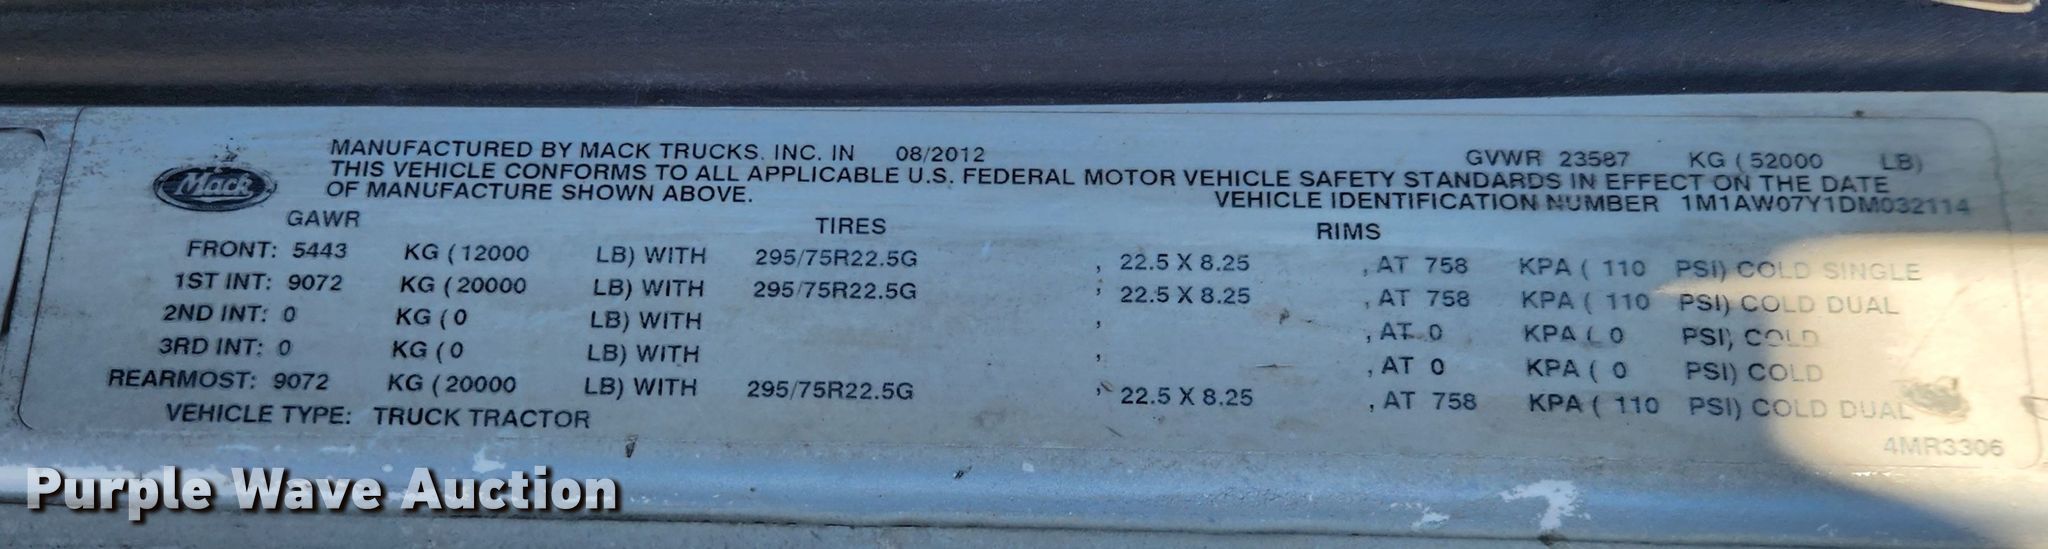 MANUFACTURED BY MACK TRUCKS, INC. IN 08/2012 GVWR 23587 KG ( 52000 LB)
THIS VEHICLE CONFORMS TO ALL APPLICABLE U.S. FEDERAL MOTOR VEHICLE SAFETY STANDARDS IN EFFECT ON THE DATE
OF MANUFACTURE SHOWN ABOVE. VEHICLE IDENTIFICATION NUMBER 1M1AW07Y1DM032114
Mack
GAWR TIRES RIMS
FRONT: 5443 KG ( 12000 LB) WITH 295/75R22.5G , 22.5 X 8.25 , AT 758 KPA ( 110 PSI) COLD SINGLE
1ST INT: 9072 KG ( 20000 LB) WITH 295/75R22.5G , 22.5 X 8.25 , AT 758 KPA ( 110 PSI) COLD DUAL
2ND INT: 0 KG ( 0 LB) WITH , , AT 0 KPA ( 0 PSI) COLD
3RD INT: 0 KG ( 0 LB) WITH , , AT 0 KPA ( 0 PSI) COLD
REARMOST: 9072 KG ( 20000 LB) WITH 295/75R22.5G , 22.5 X 8.25 , AT 758 KPA ( 110 PSI) COLD DUAL
VEHICLE TYPE: TRUCK TRACTOR
4MR3306
Purple Wave Auction